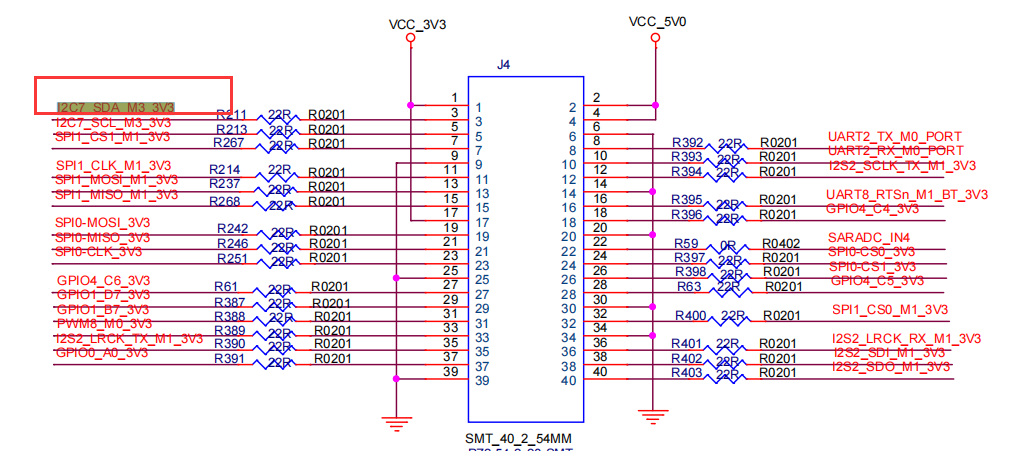 VCC_3V3
VCC_5V0
J4
I2C7_SDA_M3_3V3 R211 22R R0201 1 1
I2C7_SCL_M3_3V3 R213 22R R0201 3 3
SPI1_CS1_M1_3V3 R267 22R R0201 5 5
7 7
9 9
SPI1_CLK_M1_3V3 R214 22R R0201 11 11
SPI1_MOSI_M1_3V3 R237 22R R0201 13 13
SPI1_MISO_M1_3V3 R268 22R R0201 15 15
17 17
SPI0-MOSI_3V3 R242 22R R0201 19 19
SPI0-MISO_3V3 R246 22R R0201 21 21
SPI0-CLK_3V3 R251 22R R0201 23 23
25 25
GPIO4_C6_3V3 R61 22R R0201 27 27
GPIO1_D7_3V3 R387 22R R0201 29 29
GPIO1_B7_3V3 R388 22R R0201 31 31
PWM8_M0_3V3 R389 22R R0201 33 33
I2S2_LRCK_TX_M1_3V3 R390 22R R0201 35 35
GPIO0_A0_3V3 R391 22R R0201 37 37
39 39
2 2
4 4
6 6
8 8 R392 22R R0201 UART2_TX_M0_PORT
10 10 R393 22R R0201 UART2_RX_M0_PORT
12 12 R394 22R R0201 I2S2_SCLK_TX_M1_3V3
14 14
16 16 R395 22R R0201 UART8_RTSn_M1_BT_3V3
18 18 R396 22R R0201 GPIO4_C4_3V3
20 20
22 22 R59 0R R0402 SARADC_IN4
24 24 R397 22R R0201 SPI0-CS0_3V3
26 26 R398 22R R0201 SPI0-CS1_3V3
28 28 R63 22R R0201 GPIO4_C5_3V3
30 30
32 32 R400 22R R0201 SPI1_CS0_M1_3V3
34 34
36 36 R401 22R R0201 I2S2_LRCK_RX_M1_3V3
38 38 R402 22R R0201 I2S2_SDI_M1_3V3
40 40 R403 22R R0201 I2S2_SDO_M1_3V3
SMT_40_2_54MM